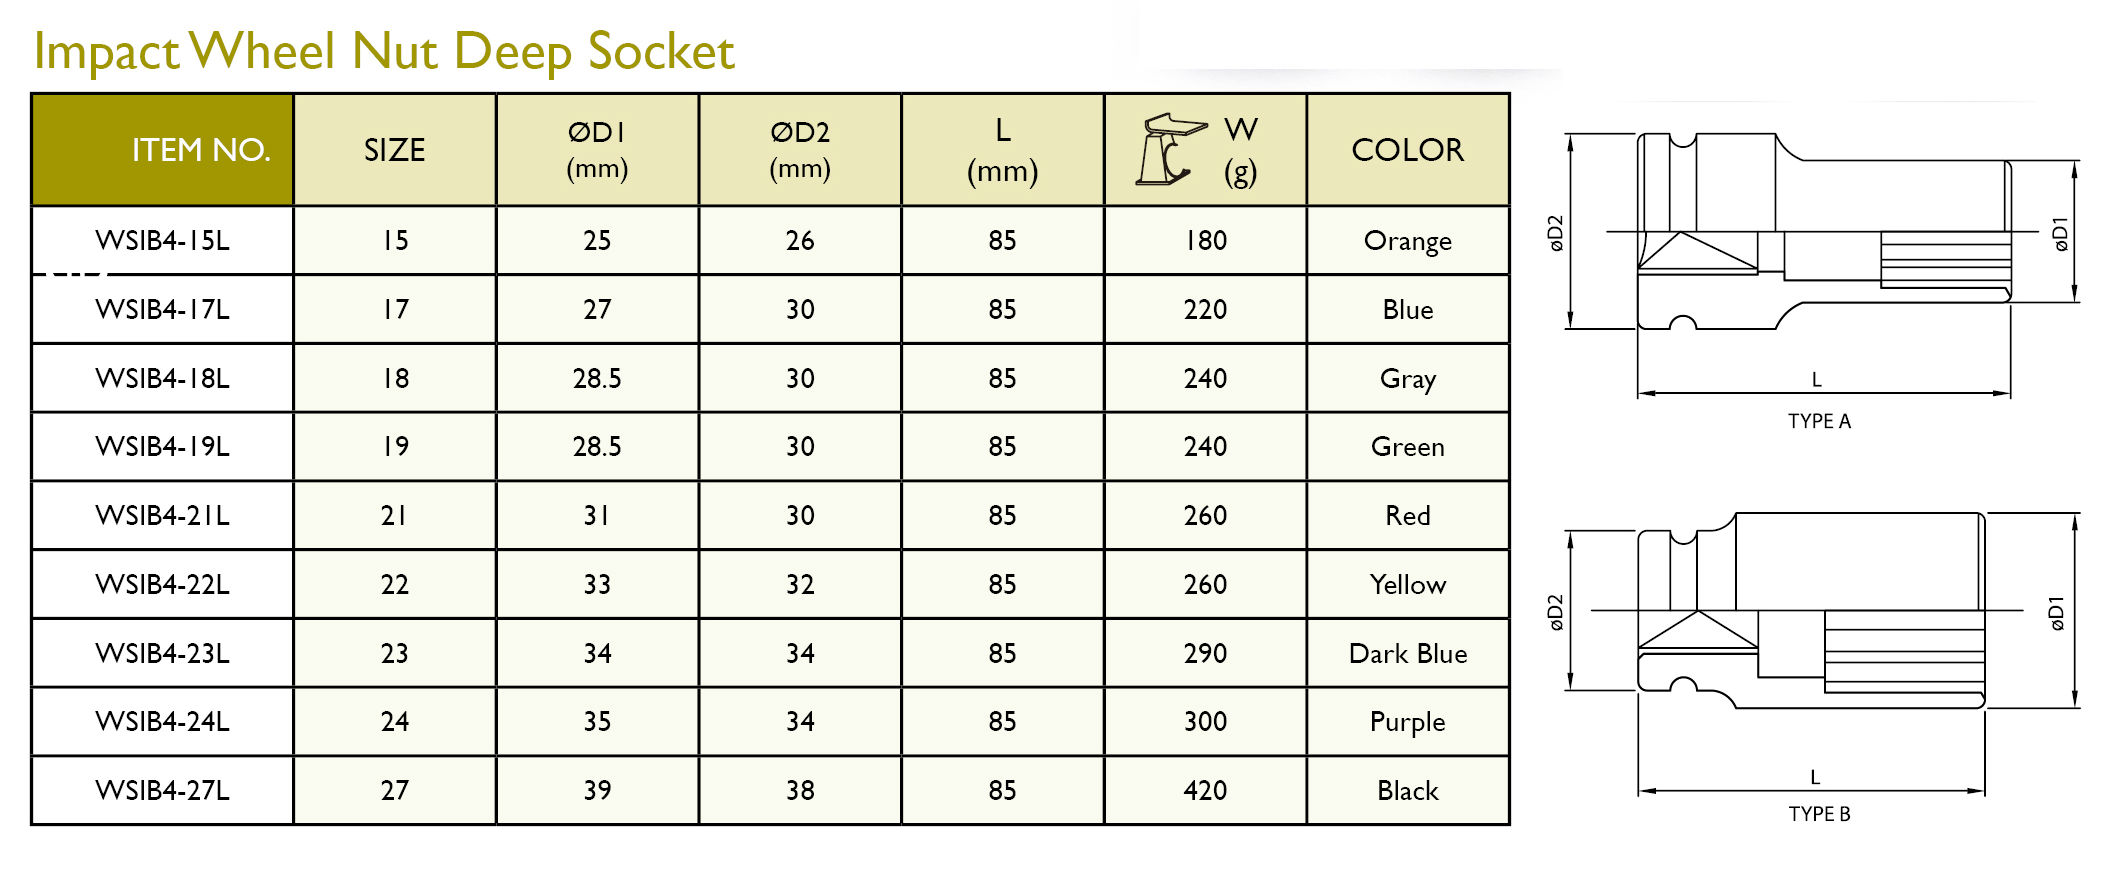 Impact Wheel Nut Deep Socket
ITEM NO. SIZE ØD1 (mm) ØD2 (mm) L (mm) W (g) COLOR
WSIB4-15L 15 25 26 85 180 Orange
WSIB4-17L 17 27 30 85 220 Blue
WSIB4-18L 18 28.5 30 85 240 Gray
WSIB4-19L 19 28.5 30 85 240 Green
WSIB4-21L 21 31 30 85 260 Red
WSIB4-22L 22 33 32 85 260 Yellow
WSIB4-23L 23 34 34 85 290 Dark Blue
WSIB4-24L 24 35 34 85 300 Purple
WSIB4-27L 27 39 38 85 420 Black
øD2
øD1
L
TYPE A
øD2
øD1
L
TYPE B